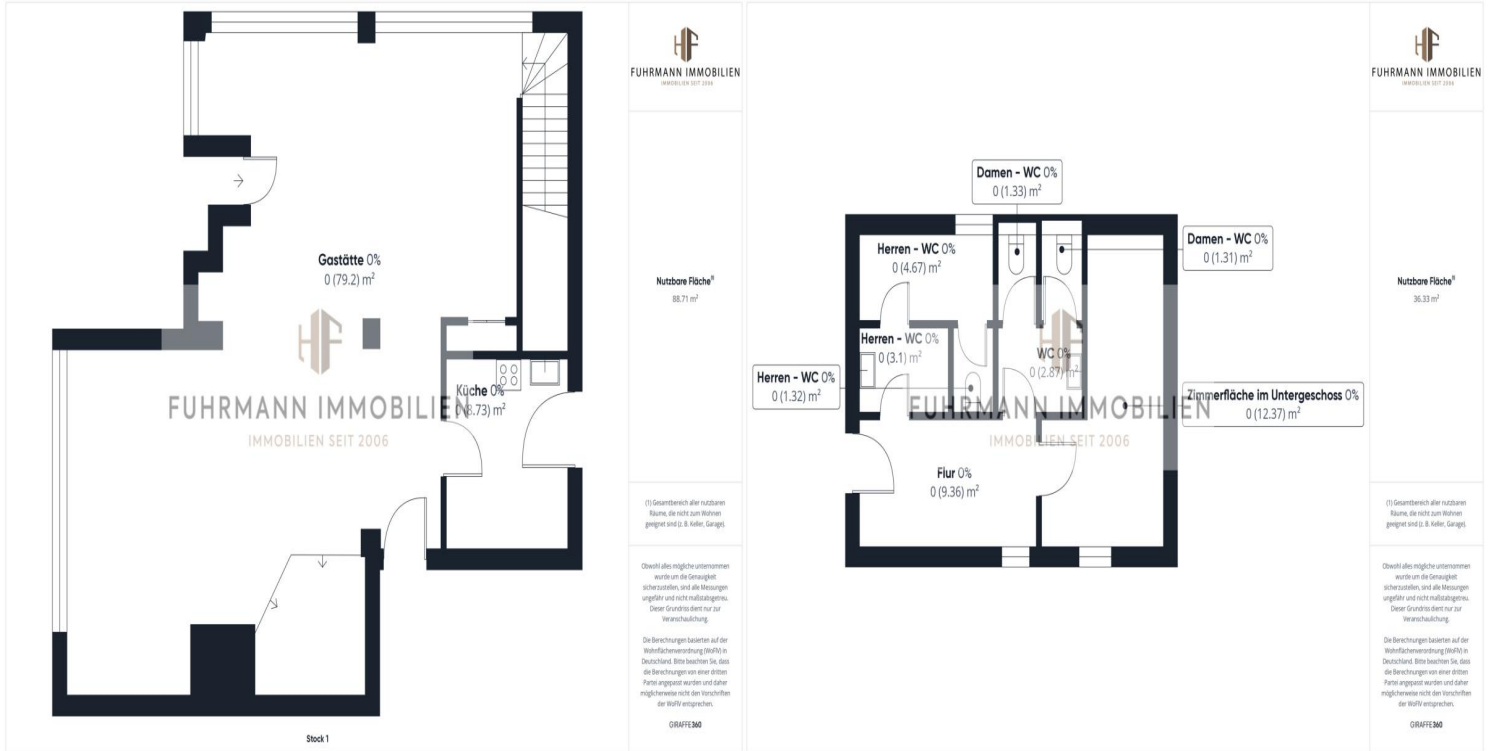 Gastätte 0%
0 (79.2) m²
Küche 0%
0 (8.73) m²
FUHRMANN IMMOBILIEN
IMMOBILIEN SEIT 2006
Stock 1
HF
FUHRMANN IMMOBILIEN
IMMOBILIEN SEIT 2006
Nutzbare Fläche⁽¹⁾
88.71 m²
(1) Gesamtbereich aller nutzbaren
Räume, die nicht zum Wohnen
geeignet sind (z. B. Keller, Garage).
Obwohl alles mögliche unternommen
wurde um die Genauigkeit
sicherzustellen, sind alle Messungen
ungefähr und nicht maßstabsgetreu.
Dieser Grundriss dient nur zur
Veranschaulichung.
Die Berechnungen basierten auf der
Wohnflächenverordnung (WoFlV) in
Deutschland. Bitte beachten Sie, dass
die Berechnungen von einer dritten
Partei angepasst wurden und daher
möglicherweise nicht den Vorschriften
der WoFlV entsprechen.
GIRAFFE360
Damen - WC 0%
0 (1.33) m²
Herren - WC 0%
0 (4.67) m²
Damen - WC 0%
0 (1.31) m²
Herren - WC 0%
0 (3.1) m²
WC 0%
0 (2.87) m²
Herren - WC 0%
0 (1.32) m²
Zimmerfläche im Untergeschoss 0%
0 (12.37) m²
FUHRMANN IMMOBILIEN
IMMOBILIEN SEIT 2006
Flur 0%
0 (9.36) m²
HF
FUHRMANN IMMOBILIEN
IMMOBILIEN SEIT 2006
Nutzbare Fläche⁽¹⁾
36.33 m²
(1) Gesamtbereich aller nutzbaren
Räume, die nicht zum Wohnen
geeignet sind (z. B. Keller, Garage).
Obwohl alles mögliche unternommen
wurde um die Genauigkeit
sicherzustellen, sind alle Messungen
ungefähr und nicht maßstabsgetreu.
Dieser Grundriss dient nur zur
Veranschaulichung.
Die Berechnungen basierten auf der
Wohnflächenverordnung (WoFlV) in
Deutschland. Bitte beachten Sie, dass
die Berechnungen von einer dritten
Partei angepasst wurden und daher
möglicherweise nicht den Vorschriften
der WoFlV entsprechen.
GIRAFFE360